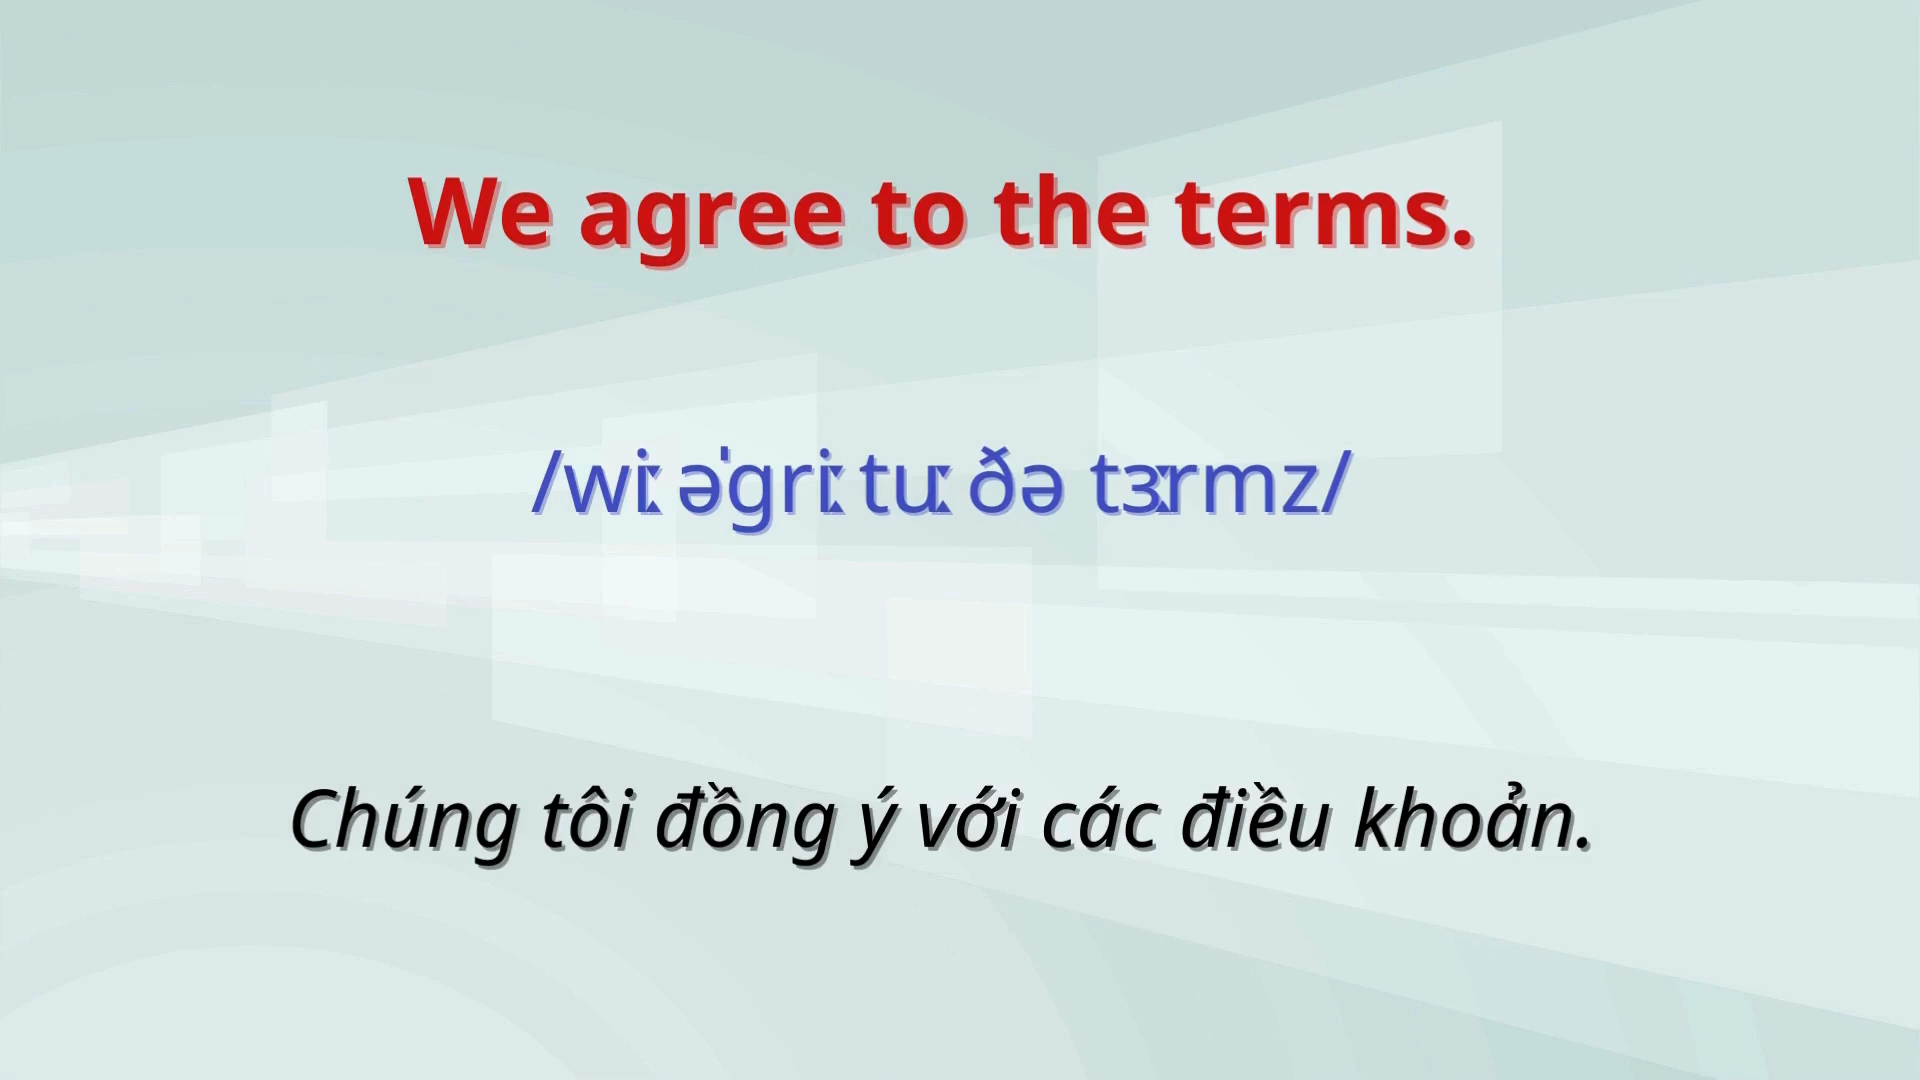 We agree to the terms.
/wiː əˈɡriː tuː ðə tɜːrmz/
Chúng tôi đồng ý với các điều khoản.